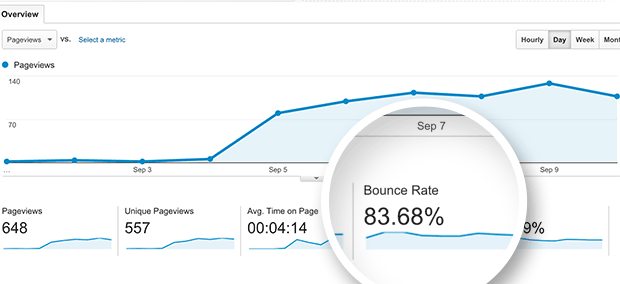 Overview
Pageviews
vs.
Select a metric
Hourly Day Week
Pageviews
140
70
...
Sep 3
Sep 5
Sep 7
Sep 9
Pageviews
648
Unique Pageviews
557
Avg. Time on Page
00:04:14
Bounce Rate
83.68%
9%